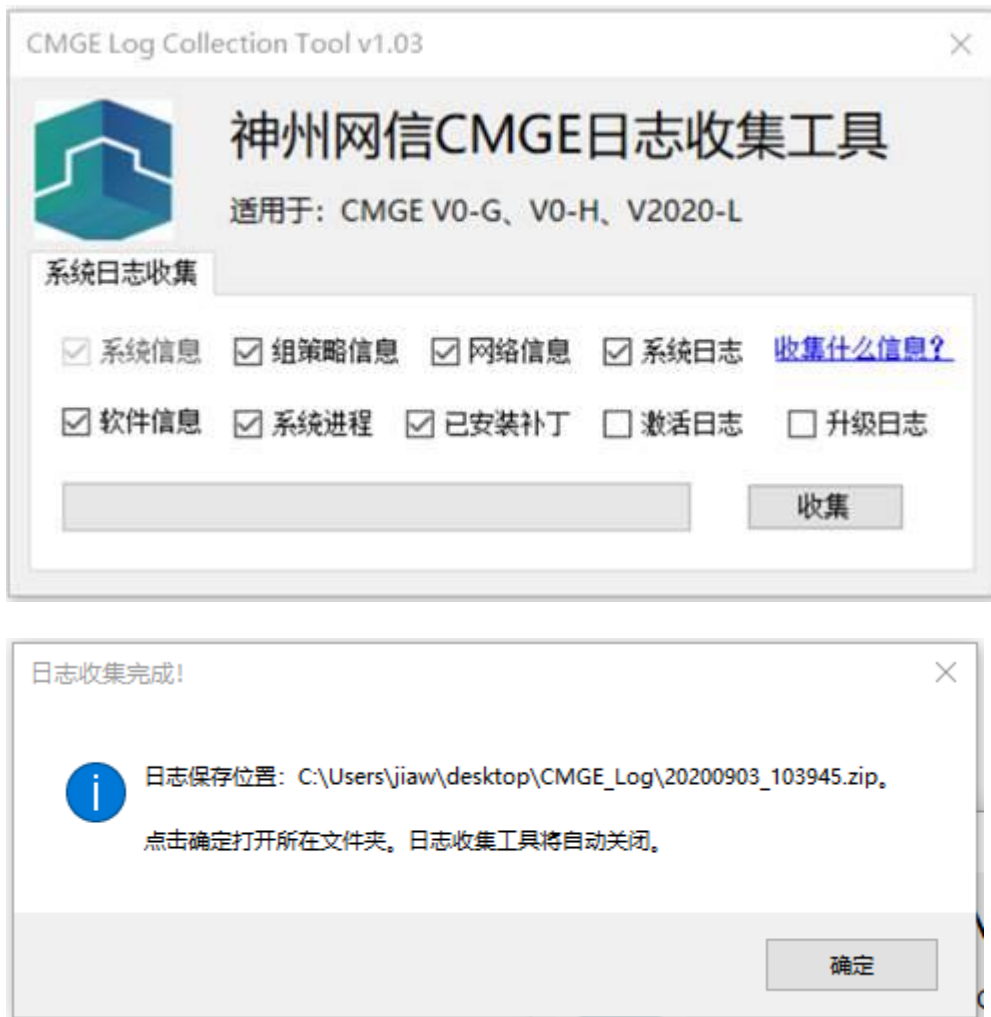 CMGE Log Collection Tool v1.03
神州网信CMGE日志收集工具
适用于：CMGE V0-G、V0-H、V2020-L
系统日志收集
系统信息 组策略信息 网络信息 系统日志 收集什么信息？
软件信息 系统进程 已安装补丁 激活日志 升级日志
收集
日志收集完成！
日志保存位置：C:\Users\jiaw\desktop\CMGE_Log\20200903_103945.zip。
点击确定打开所在文件夹。日志收集工具将自动关闭。
确定